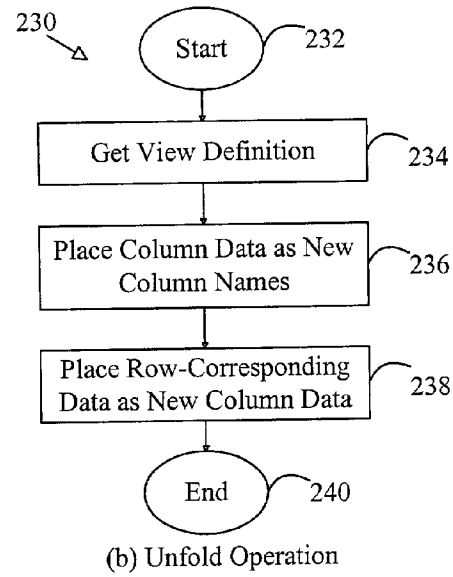 230
Start
232
Get View Definition
234
Place Column Data as New
Column Names
236
Place Row-Corresponding
Data as New Column Data
238
End
240
(b) Unfold Operation